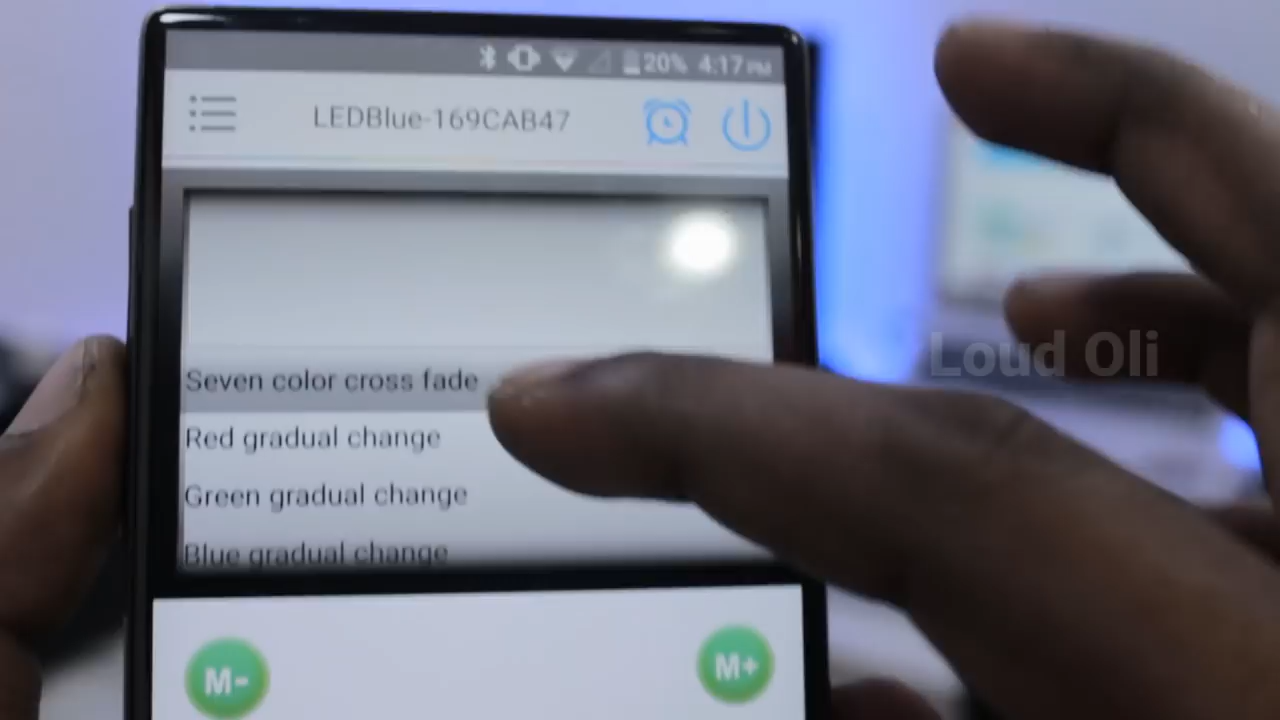 20% 4:17 PM
LEDBlue-169CAB47
Loud Oli
Seven color cross fade
Red gradual change
Green gradual change
Blue gradual change
M-
M+